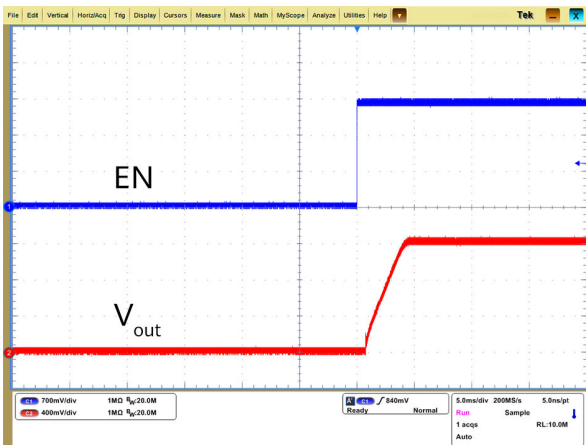 File Edit Vertical Horiz/Acq Trig Display Cursors Measure Mask Math MyScope Analyze Utilities Help Tek X
EN
1
Vout
2
C1 700mV/div 1MΩ BW:20.0M
C2 400mV/div 1MΩ BW:20.0M
A' C1 840mV
Ready Normal
5.0ms/div 200MS/s 5.0ns/pt
Run Sample
1 acqs RL:10.0M
Auto